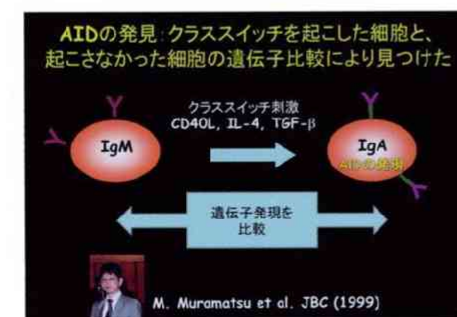 AIDの発見：クラススイッチを起こした細胞と、
起こさなかった細胞の遺伝子比較により見つけた
クラススイッチ刺激
CD40L, IL-4, TGF-β
IgM
IgA
AIDの発現
遺伝子発現を
比較
M. Muramatsu et al. JBC (1999)